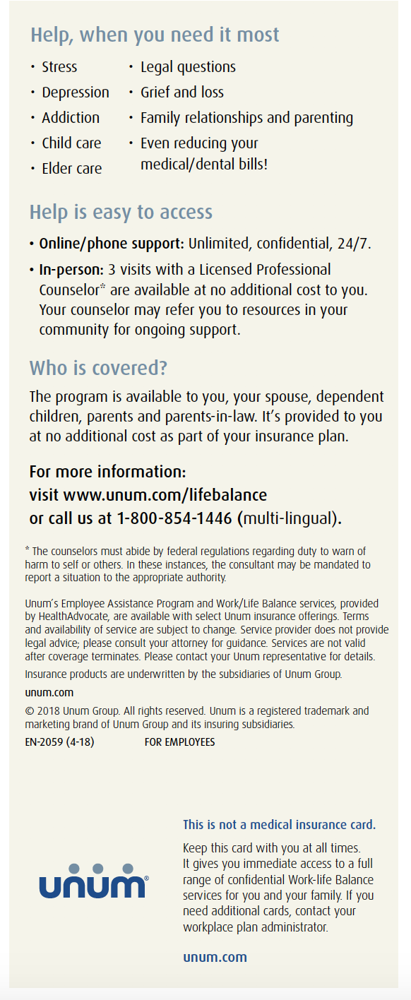 Help, when you need it most
• Stress
• Depression
• Addiction
• Child care
• Elder care
• Legal questions
• Grief and loss
• Family relationships and parenting
• Even reducing your
medical/dental bills!
Help is easy to access
• Online/phone support: Unlimited, confidential, 24/7.
• In-person: 3 visits with a Licensed Professional
Counselor* are available at no additional cost to you.
Your counselor may refer you to resources in your
community for ongoing support.
Who is covered?
The program is available to you, your spouse, dependent
children, parents and parents-in-law. It’s provided to you
at no additional cost as part of your insurance plan.
For more information:
visit www.unum.com/lifebalance
or call us at 1-800-854-1446 (multi-lingual).
* The counselors must abide by federal regulations regarding duty to warn of
harm to self or others. In these instances, the consultant may be mandated to
report a situation to the appropriate authority.
Unum’s Employee Assistance Program and Work/Life Balance services, provided
by HealthAdvocate, are available with select Unum insurance offerings. Terms
and availability of service are subject to change. Service provider does not provide
legal advice; please consult your attorney for guidance. Services are not valid
after coverage terminates. Please contact your Unum representative for details.
Insurance products are underwritten by the subsidiaries of Unum Group.
unum.com
© 2018 Unum Group. All rights reserved. Unum is a registered trademark and
marketing brand of Unum Group and its insuring subsidiaries.
EN-2059 (4-18) FOR EMPLOYEES
unum®
This is not a medical insurance card.
Keep this card with you at all times.
It gives you immediate access to a full
range of confidential Work-life Balance
services for you and your family. If you
need additional cards, contact your
workplace plan administrator.
unum.com